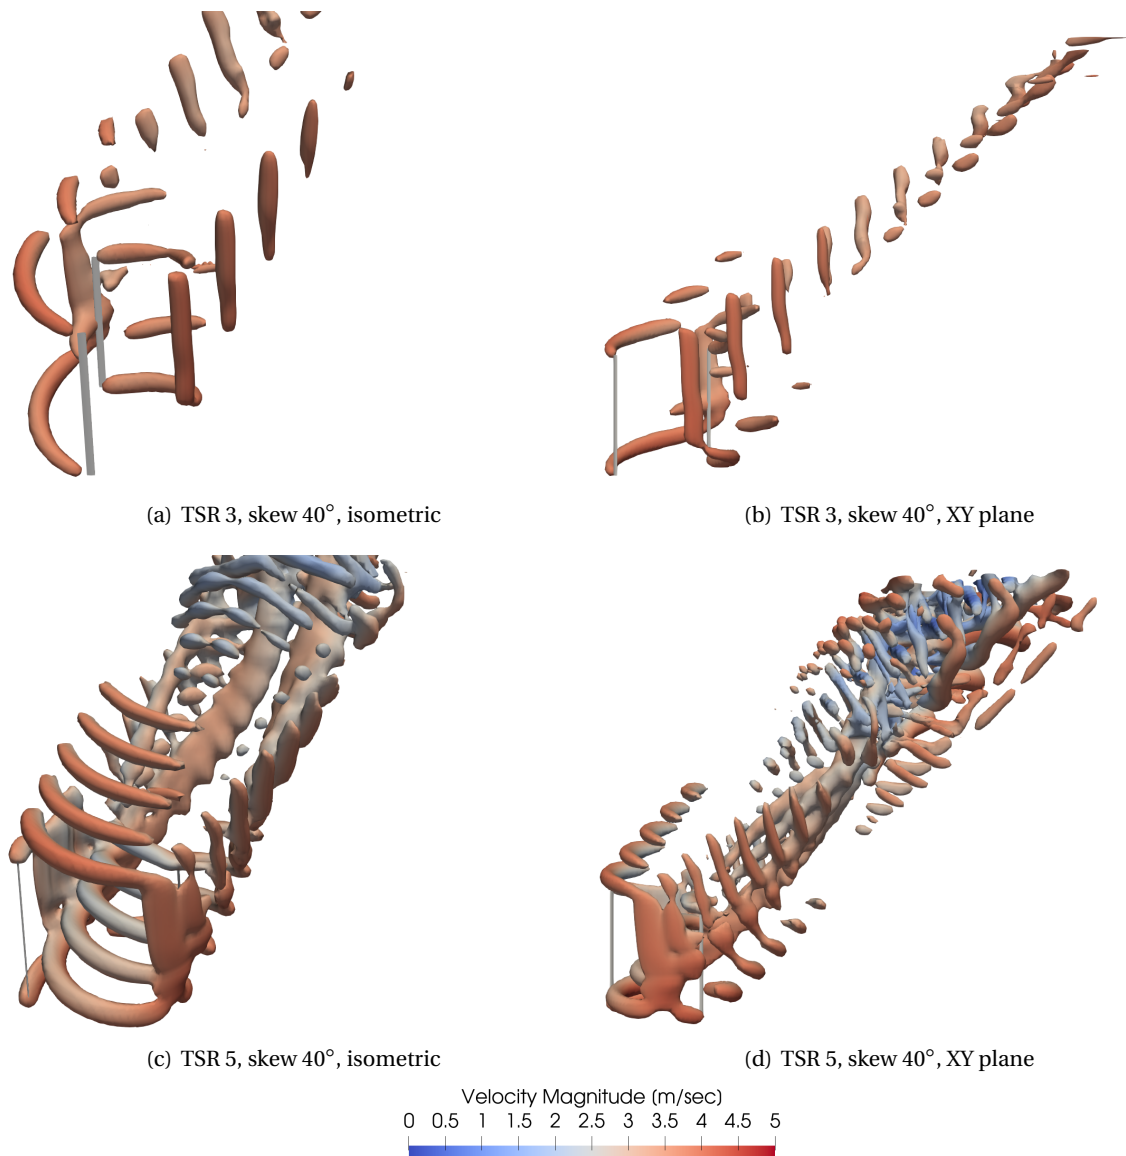 (a) TSR 3, skew 40°, isometric
(b) TSR 3, skew 40°, XY plane
(c) TSR 5, skew 40°, isometric
(d) TSR 5, skew 40°, XY plane
Velocity Magnitude (m/sec)
0 0.5 1 1.5 2 2.5 3 3.5 4 4.5 5